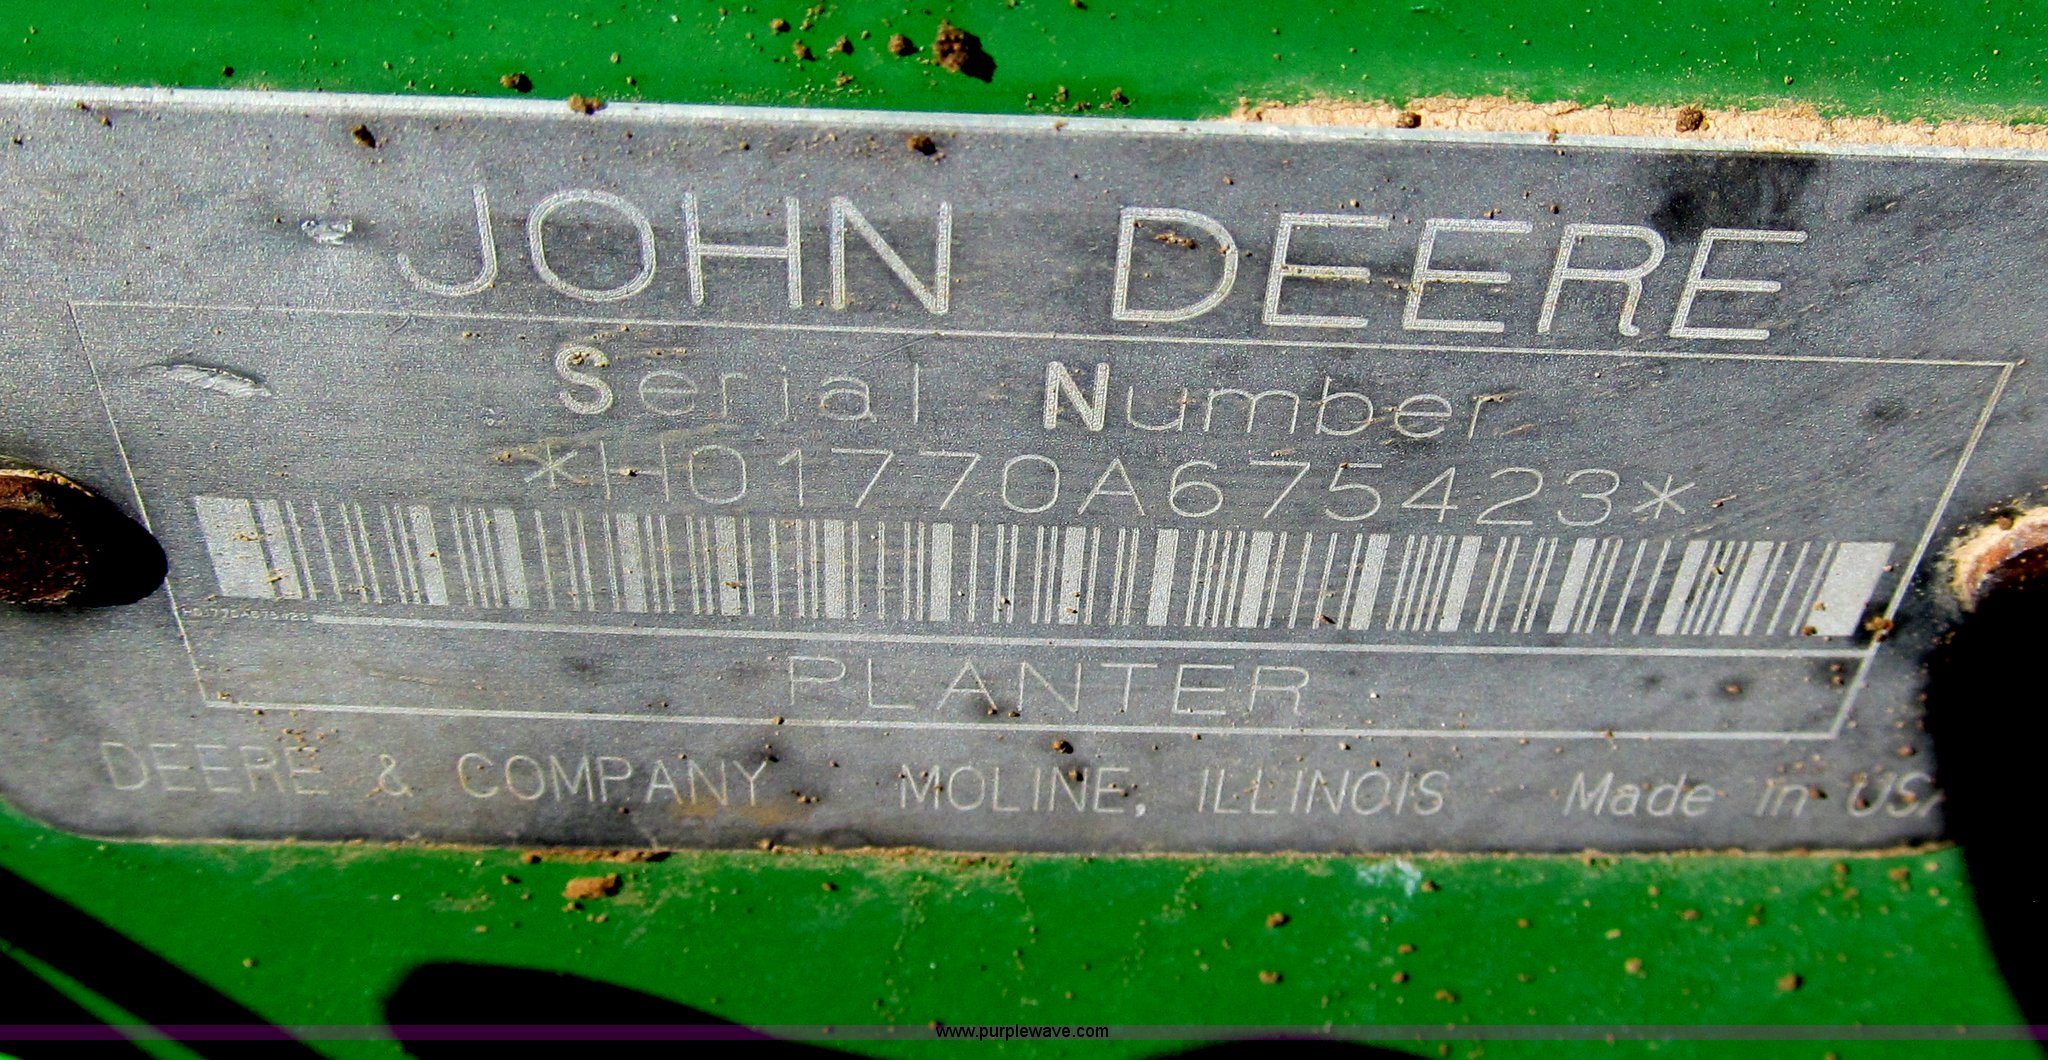 JOHN DEERE
Serial Number
*H01770A675423*
PLANTER
DEERE & COMPANY MOLINE, ILLINOIS Made in USA
www.purplewave.com